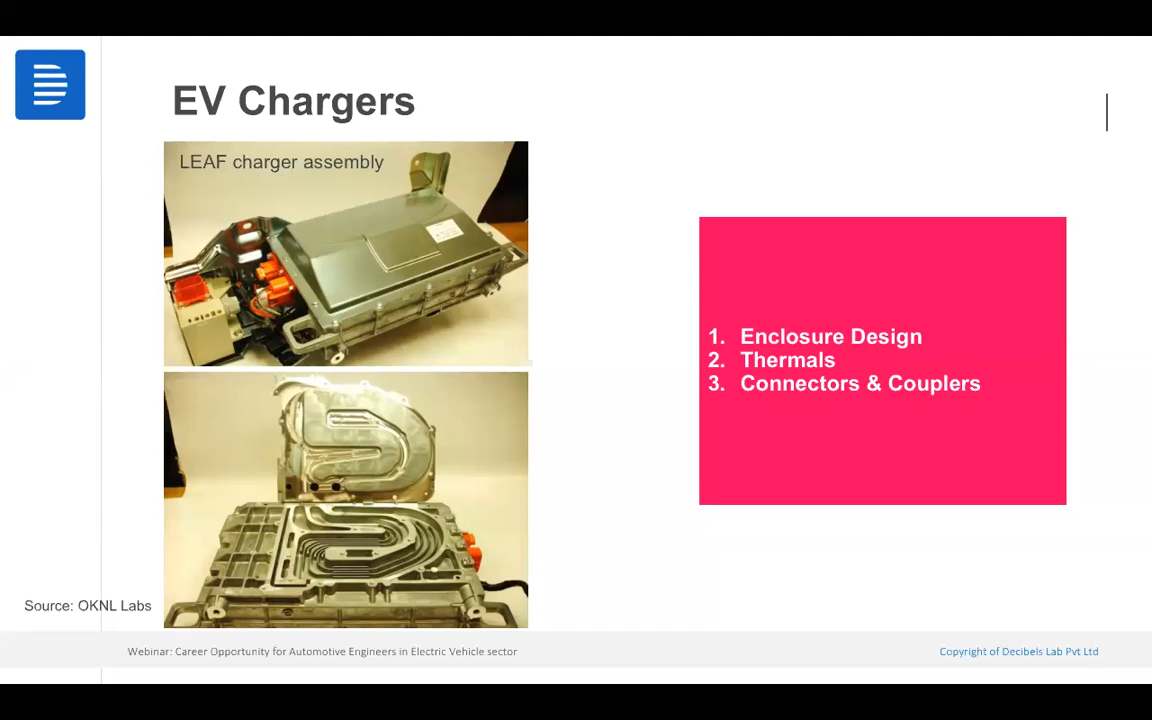 EV Chargers
LEAF charger assembly
1. Enclosure Design
2. Thermals
3. Connectors & Couplers
Source: OKNL Labs
Webinar: Career Opportunity for Automotive Engineers in Electric Vehicle sector
Copyright of Decibels Lab Pvt Ltd